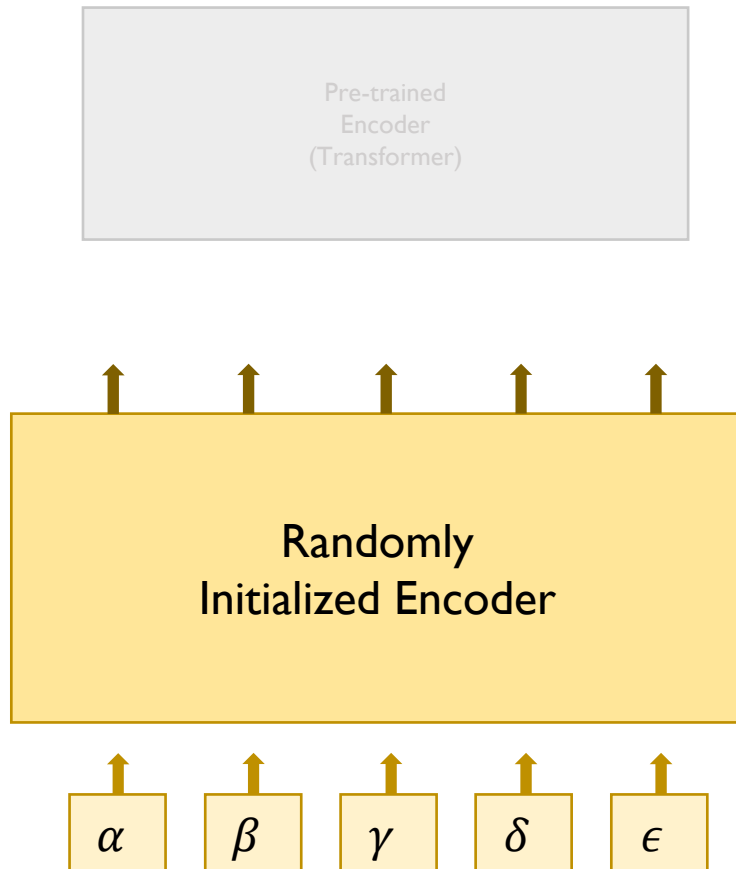 Pre-trained
Encoder
(Transformer)
Randomly
Initialized Encoder
α β γ δ ϵ